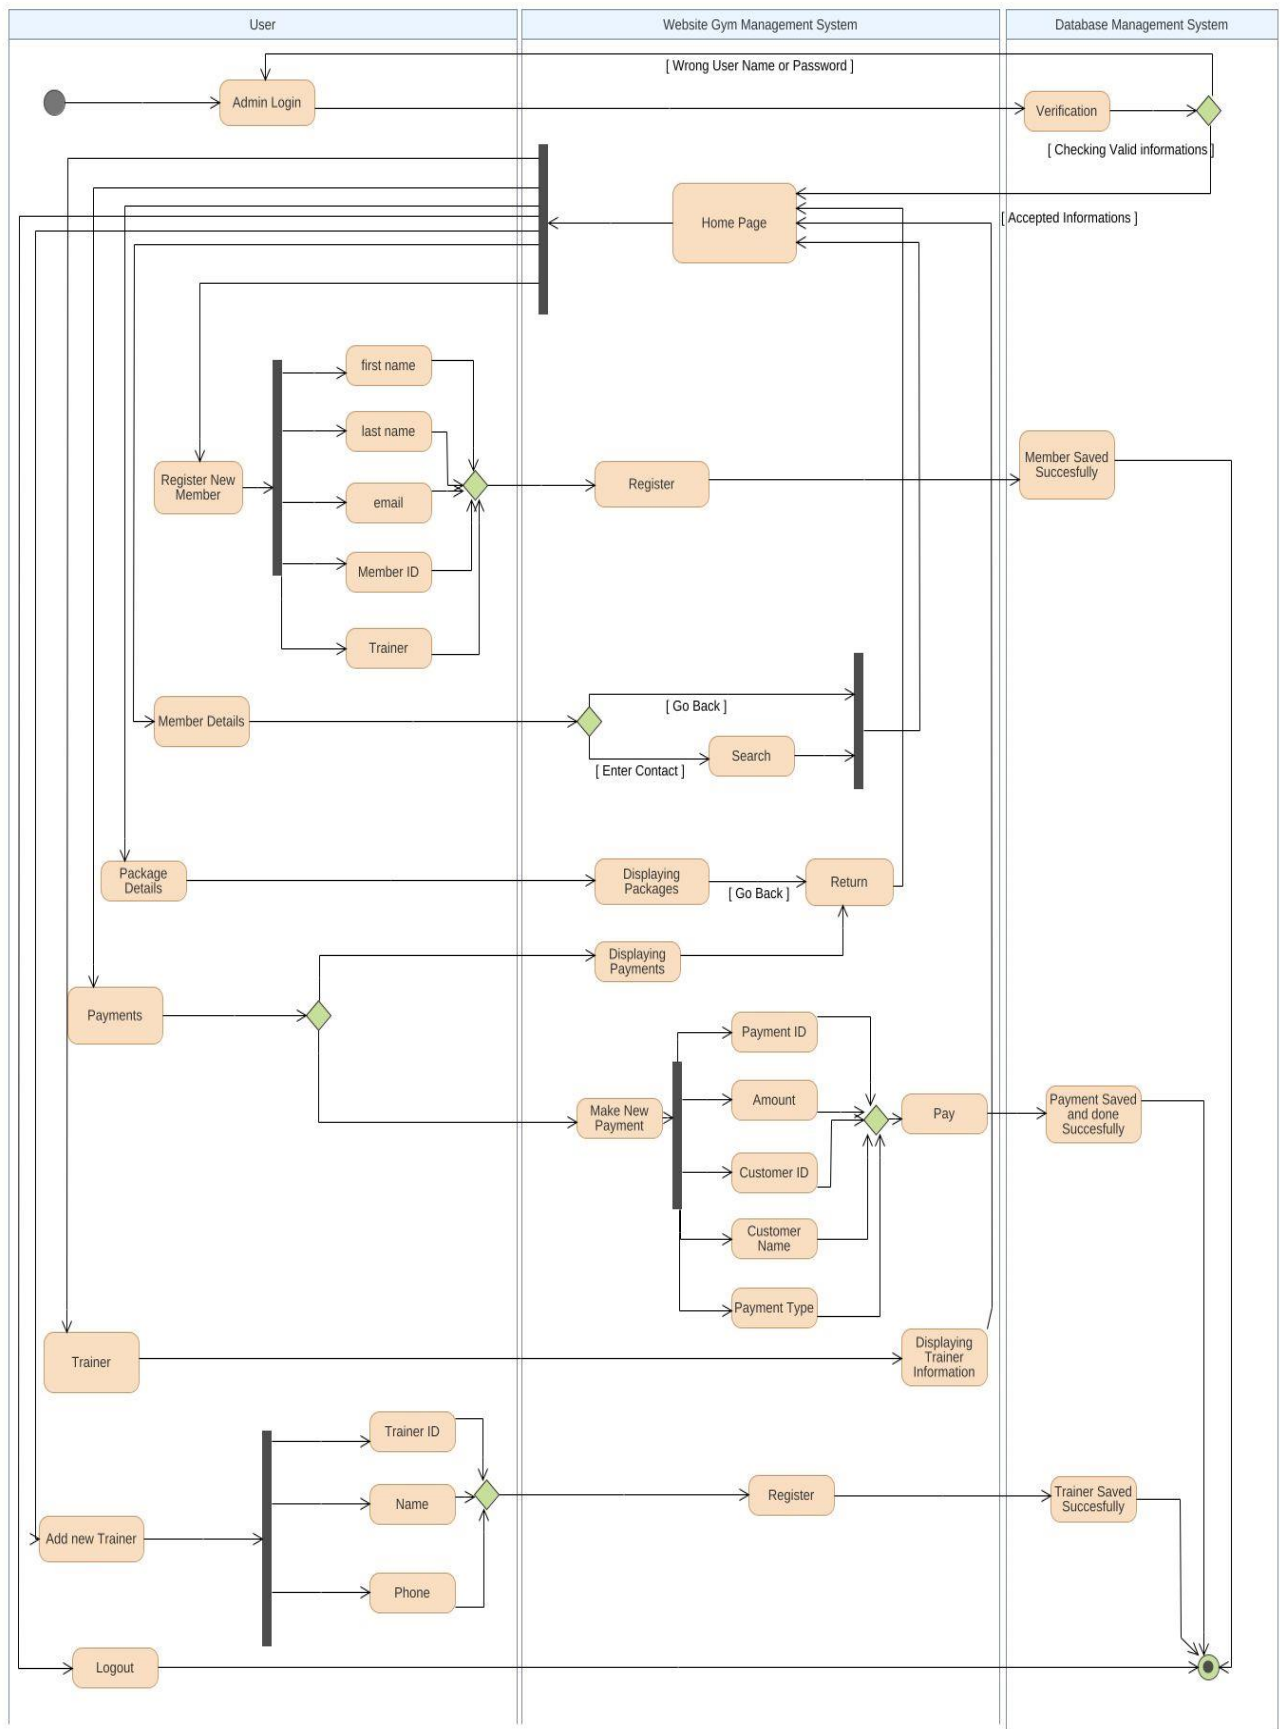 User
Website Gym Management System
Database Management System
[ Wrong User Name or Password ]
Admin Login
Verification
[ Checking Valid informations ]
Home Page
[ Accepted Informations ]
first name
last name
Register New
Member
email
Member ID
Trainer
Register
Member Saved
Succesfully
Member Details
[ Go Back ]
Search
[ Enter Contact ]
Package
Details
Displaying
Packages
[ Go Back ]
Return
Displaying
Payments
Payments
Payment ID
Make New
Payment
Amount
Pay
Payment Saved
and done
Succesfully
Customer ID
Customer
Name
Payment Type
Trainer
Displaying
Trainer
Information
Trainer ID
Name
Register
Trainer Saved
Succesfully
Add new Trainer
Phone
Logout